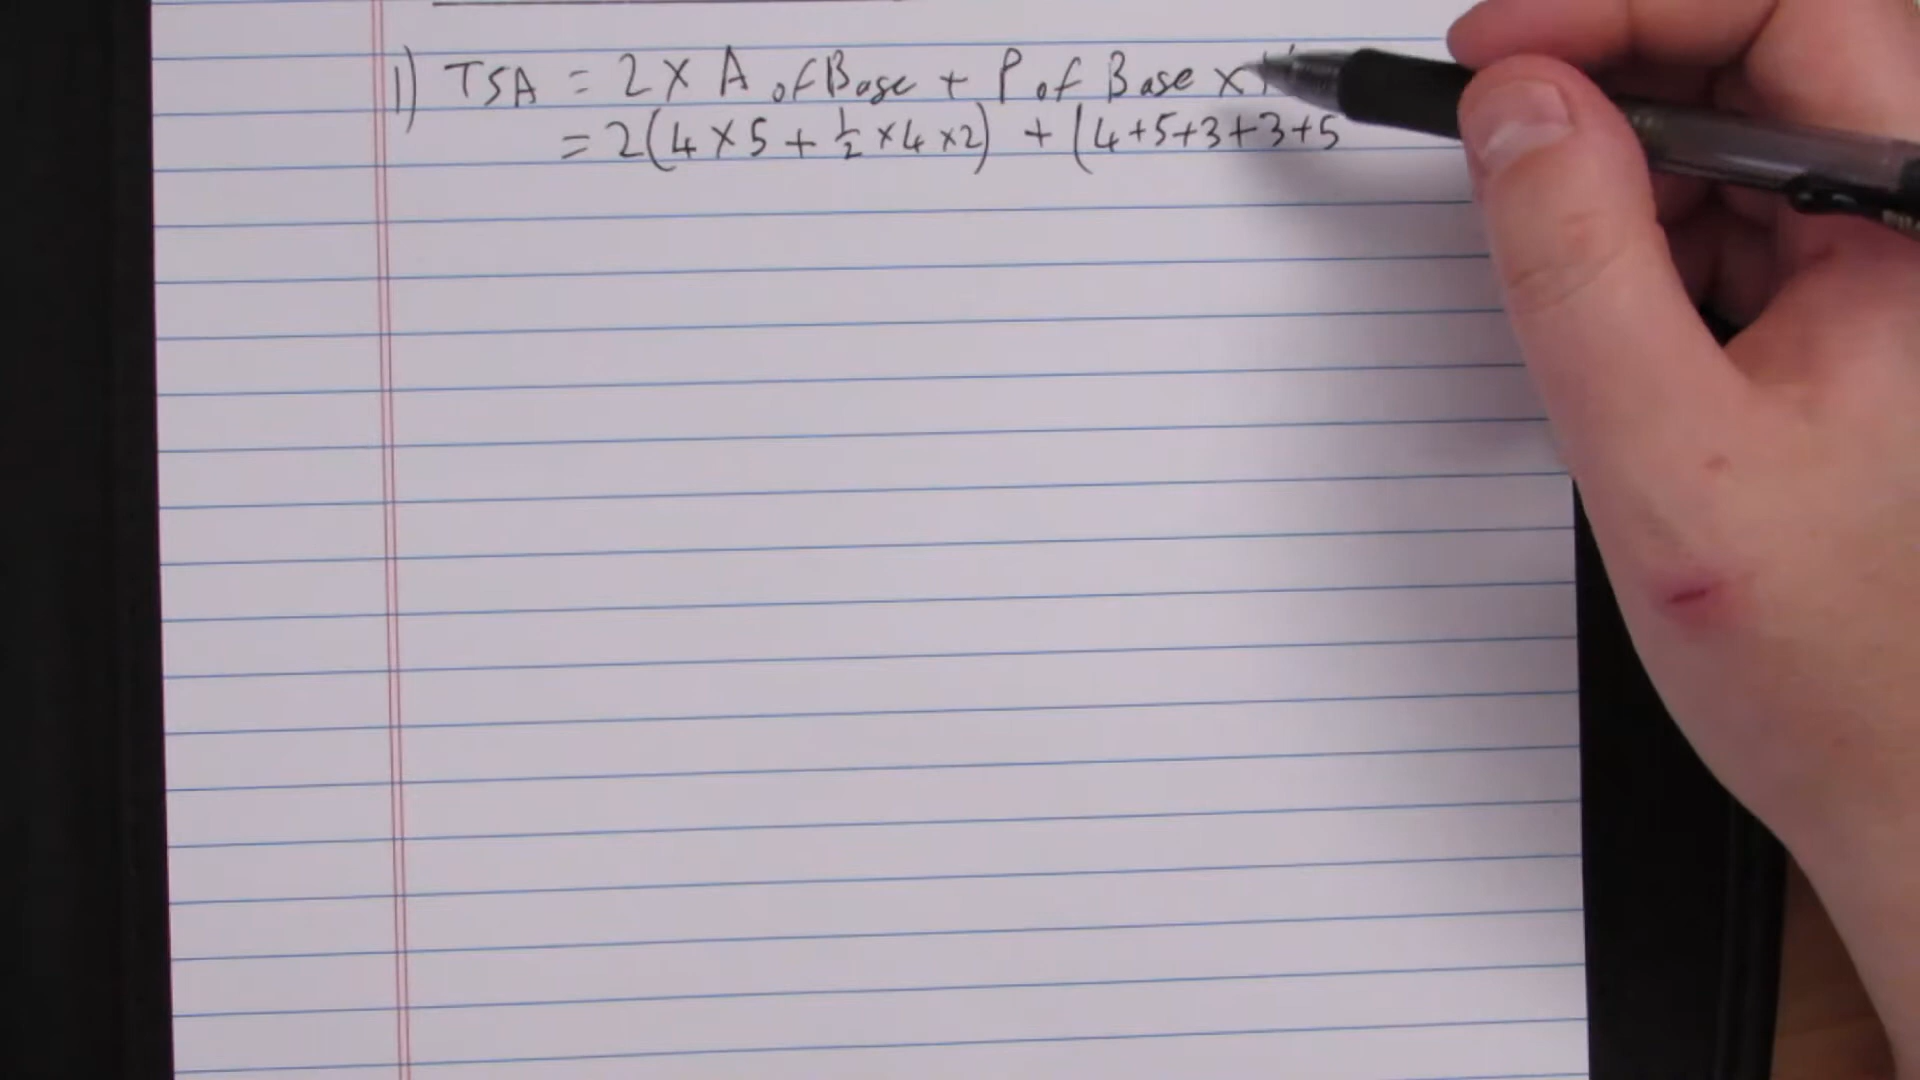 1) TSA = 2 × A of Base + P of Base ×
= 2(4 × 5 + ½ × 4 × 2) + (4+5+3+3+5